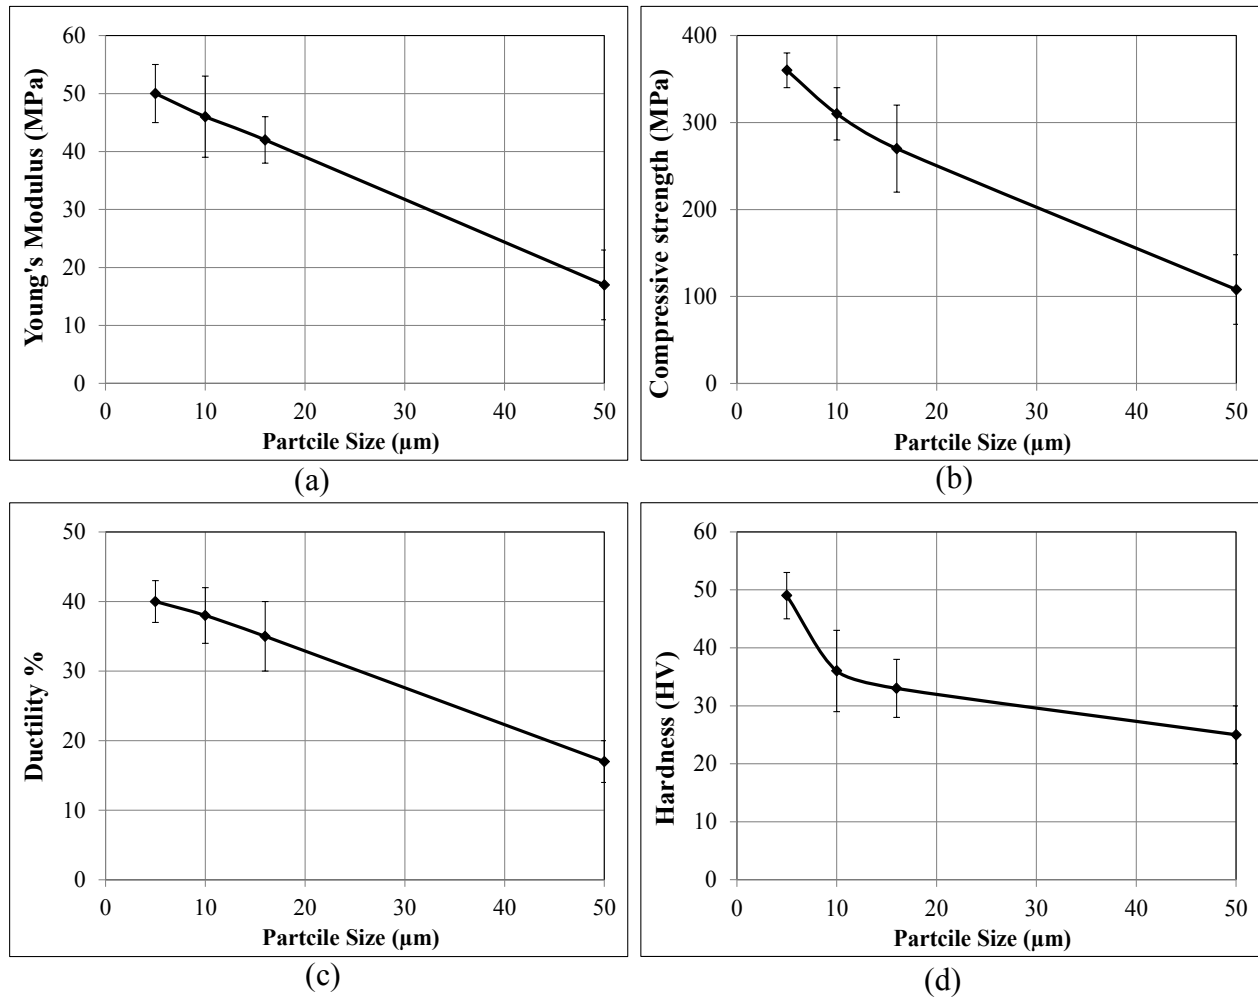 60
50
40
30
20
10
0
Young's Modulus (MPa)
0 10 20 30 40 50
Partcile Size (µm)
(a)
400
300
200
100
0
Compressive strength (MPa)
0 10 20 30 40 50
Partcile Size (µm)
(b)
50
40
30
20
10
0
Ductility %
0 10 20 30 40 50
Partcile Size (µm)
(c)
60
50
40
30
20
10
0
Hardness (HV)
0 10 20 30 40 50
Partcile Size (µm)
(d)